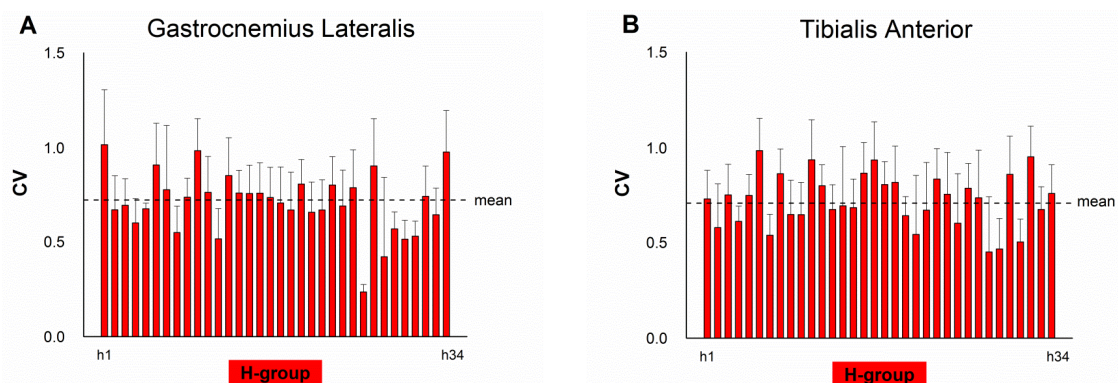 A
Gastrocnemius Lateralis
1.5
1.0
0.5
0.0
CV
mean
h1
h34
H-group
B
Tibialis Anterior
1.5
1.0
0.5
0.0
CV
mean
h1
h34
H-group